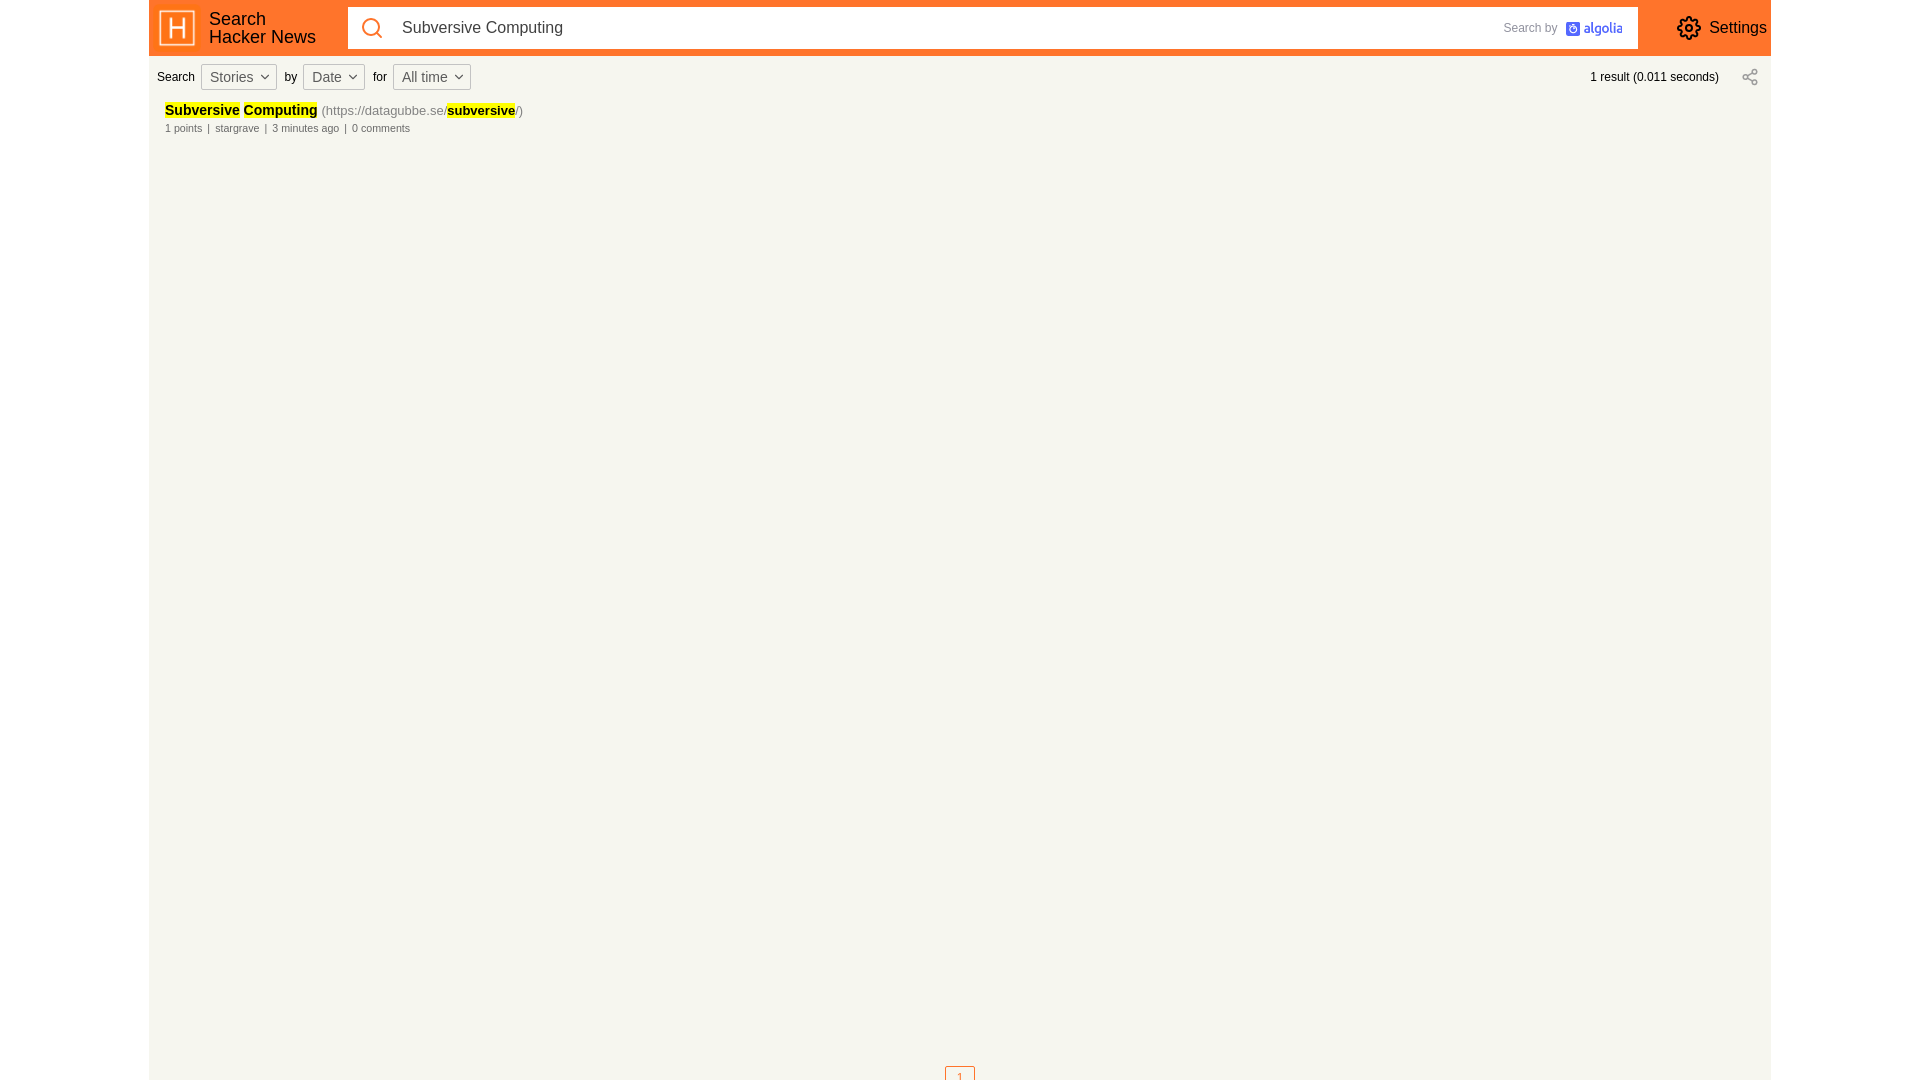 Search
Hacker News
Subversive Computing
Search by algolia
Settings
Search Stories by Date for All time
1 result (0.011 seconds)
Subversive Computing (https://datagubbe.se/subversive/)
1 points | stargrave | 3 minutes ago | 0 comments
1